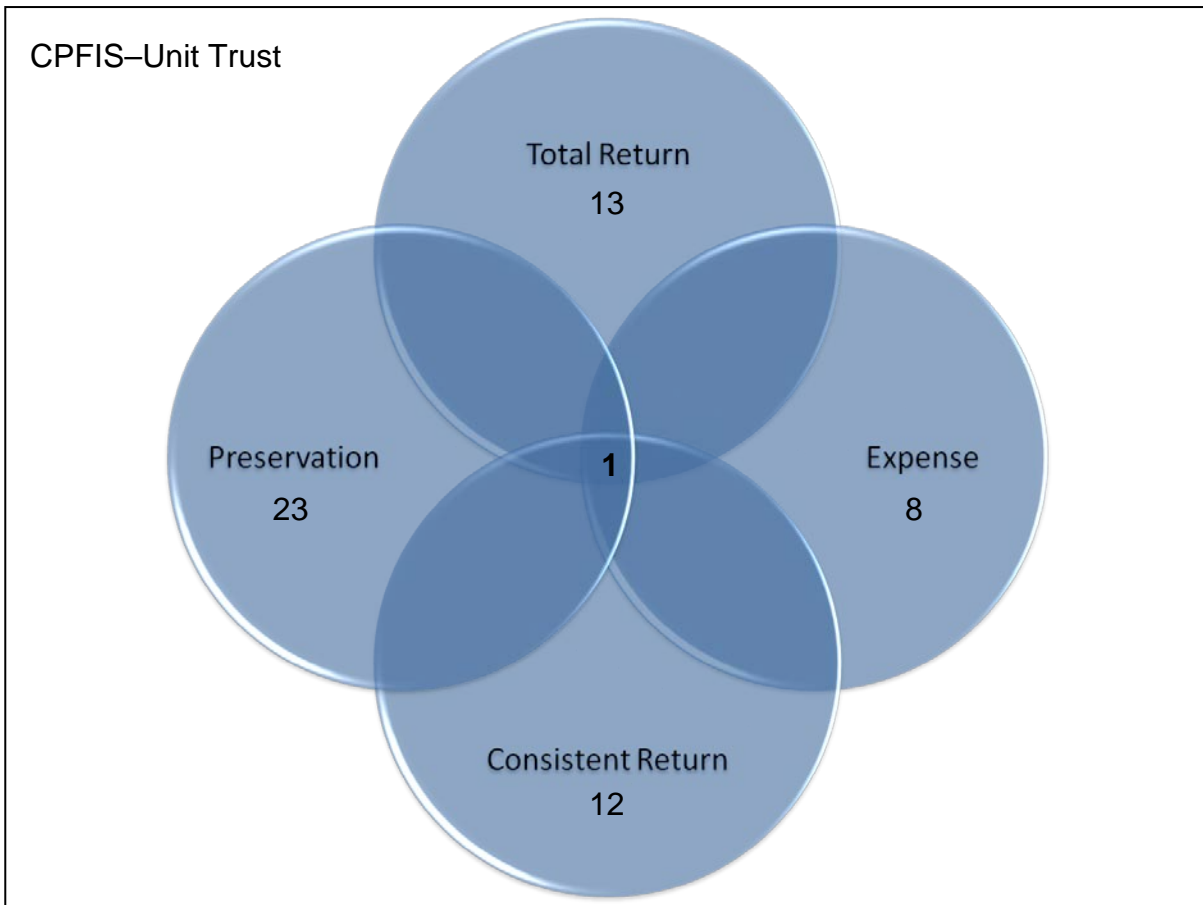 CPFIS–Unit Trust
Total Return
13
Preservation
23
1
Expense
8
Consistent Return
12